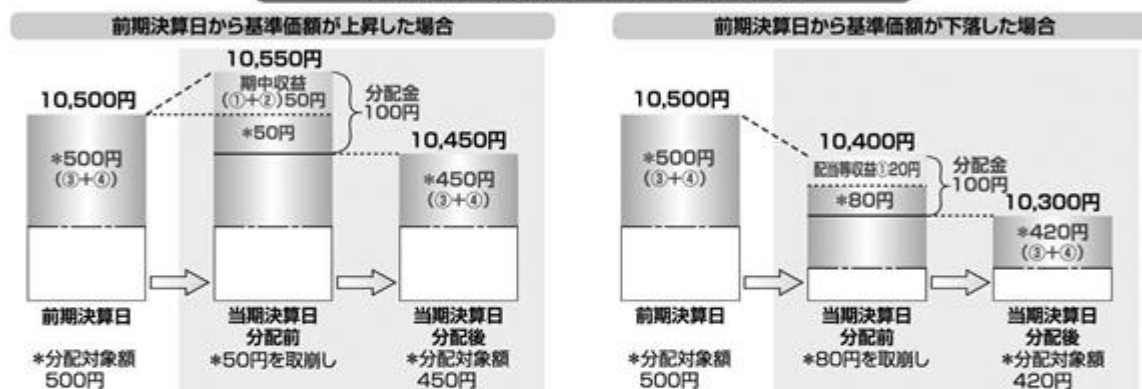 前期決算日から基準価額が上昇した場合
10,550円
期中収益
(①+②)50円
分配金
100円
10,500円
*50円
10,450円
*500円
(③+④)
*450円
(③+④)
前期決算日
当期決算日
分配前
当期決算日
分配後
*分配対象額
500円
*50円を取崩し
*分配対象額
450円
前期決算日から基準価額が下落した場合
10,500円
10,400円
*500円
(③+④)
配当等収益①20円
分配金
100円
*80円
10,300円
*420円
(③+④)
前期決算日
当期決算日
分配前
当期決算日
分配後
*分配対象額
500円
*80円を取崩し
*分配対象額
420円